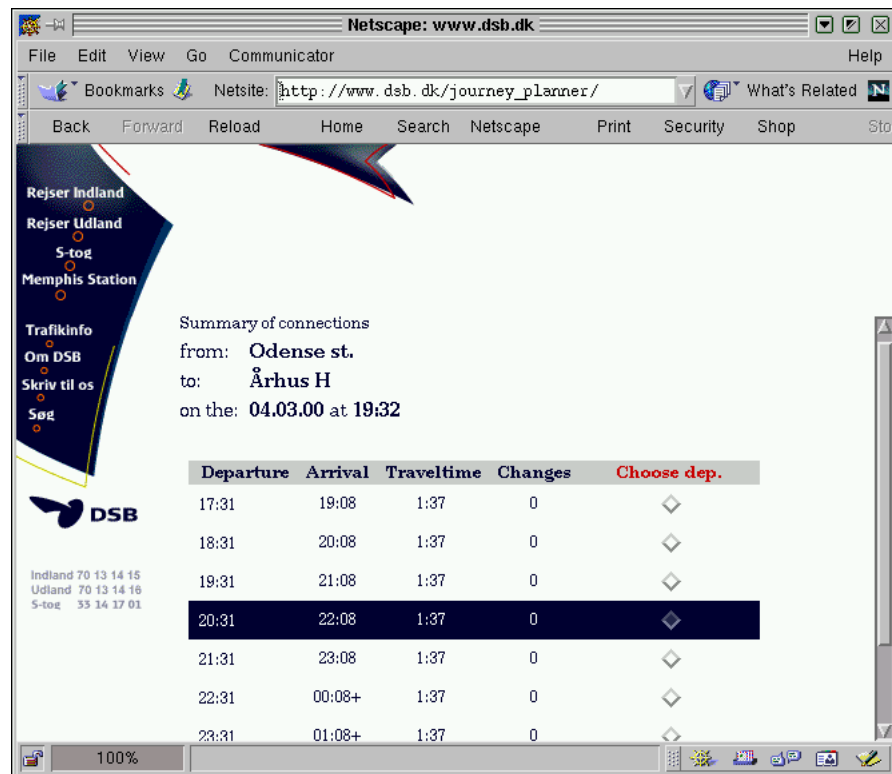 Netscape: www.dsb.dk
File Edit View Go Communicator Help
Bookmarks Netsite: http://www.dsb.dk/journey_planner/ What's Related N
Back Forward Reload Home Search Netscape Print Security Shop Sto
Rejser Indland
Rejser Udland
S-tog
Memphis Station
Trafikinfo
Om DSB
Skriv til os
Søg
DSB
Indland 70 13 14 15
Udland 70 13 14 16
S-tog 33 14 17 01
Summary of connections
from: Odense st.
to: Århus H
on the: 04.03.00 at 19:32
Departure Arrival Traveltime Changes Choose dep.
17:31 19:08 1:37 0
18:31 20:08 1:37 0
19:31 21:08 1:37 0
20:31 22:08 1:37 0
21:31 23:08 1:37 0
22:31 00:08+ 1:37 0
23:31 01:08+ 1:37 0
100%